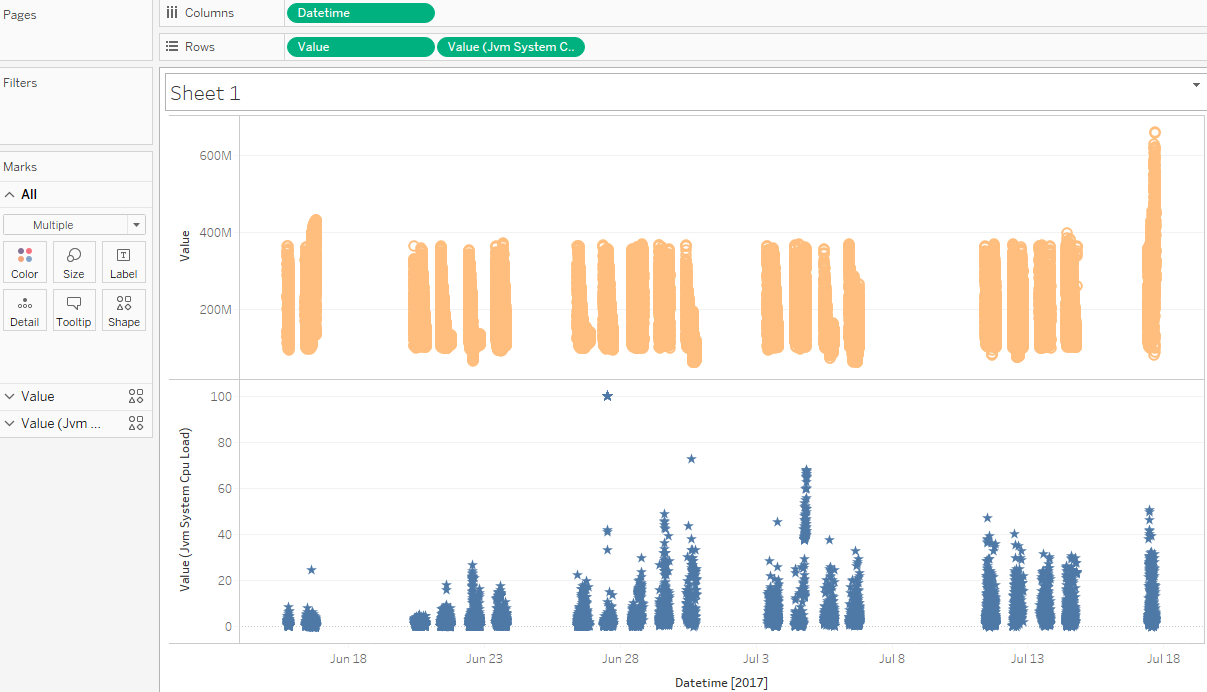 Pages
Columns
Datetime
Rows
Value
Value (Jvm System C..
Filters
Sheet 1
Marks
All
Multiple
Color
Size
Label
Detail
Tooltip
Shape
Value
Value (Jvm ...
600M
400M
200M
Value
100
80
60
40
20
0
Value (Jvm System Cpu Load)
Jun 18
Jun 23
Jun 28
Jul 3
Jul 8
Jul 13
Jul 18
Datetime [2017]